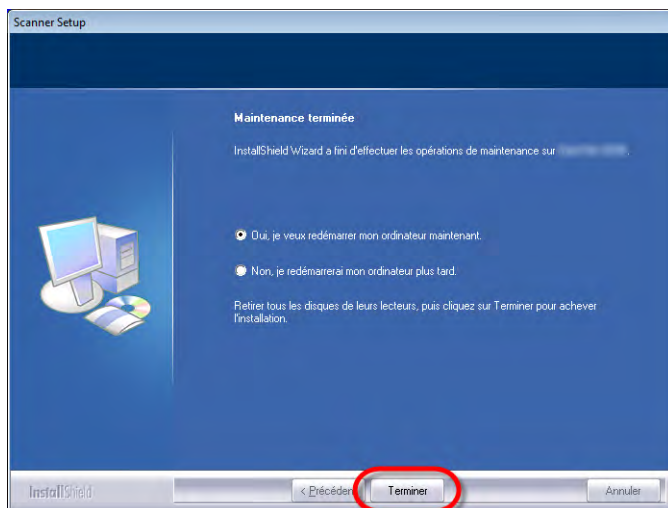 Scanner Setup
Maintenance terminée
InstallShield Wizard a fini d'effectuer les opérations de maintenance sur .
Oui, je veux redémarrer mon ordinateur maintenant.
Non, je redémarrerai mon ordinateur plus tard.
Retirer tous les disques de leurs lecteurs, puis cliquez sur Terminer pour achever
l'installation.
InstallShield
< Précéden
Terminer
Annuler